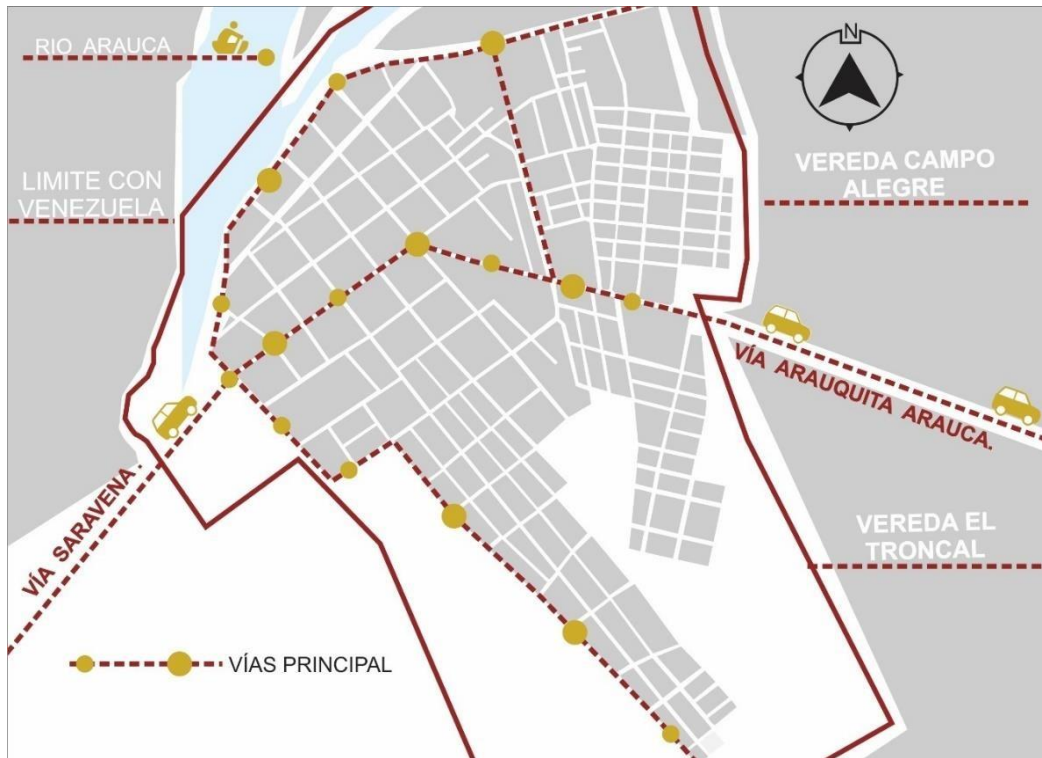 N
RIO ARAUCA
LIMITE CON
VENEZUELA
VEREDA CAMPO
ALEGRE
VÍA ARAUQUITA ARAUCA.
VÍA SARAVENA .
VEREDA EL
TRONCAL
VÍAS PRINCIPAL